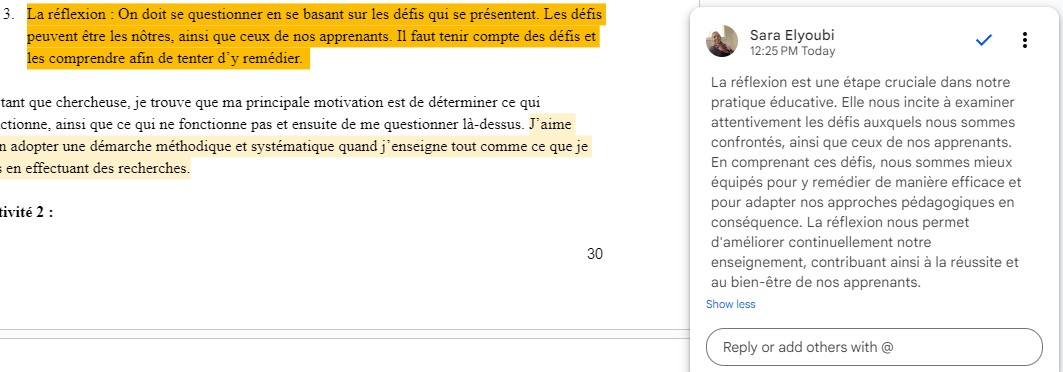 3. La réflexion : On doit se questionner en se basant sur les défis qui se présentent. Les défis
peuvent être les nôtres, ainsi que ceux de nos apprenants. Il faut tenir compte des défis et
les comprendre afin de tenter d’y remédier.
tant que chercheuse, je trouve que ma principale motivation est de déterminer ce qui
ctionne, ainsi que ce qui ne fonctionne pas et ensuite de me questionner là-dessus. J’aime
n adopter une démarche méthodique et systématique quand j’enseigne tout comme ce que je
s en effectuant des recherches.
tivité 2 :
30
Sara Elyoubi
12:25 PM Today
La réflexion est une étape cruciale dans notre
pratique éducative. Elle nous incite à examiner
attentivement les défis auxquels nous sommes
confrontés, ainsi que ceux de nos apprenants.
En comprenant ces défis, nous sommes mieux
équipés pour y remédier de manière efficace et
pour adapter nos approches pédagogiques en
conséquence. La réflexion nous permet
d'améliorer continuellement notre
enseignement, contribuant ainsi à la réussite et
au bien-être de nos apprenants.
Show less
Reply or add others with @